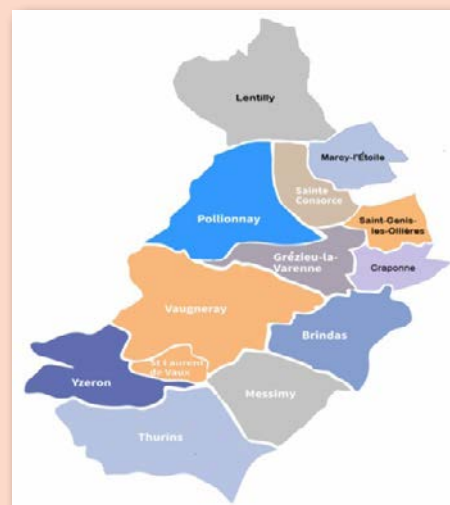 Lentilly
Marcy-l'Étoile
Sainte
Consorce
Pollionnay
Saint-Genis
-les-Ollières
Grézieu-la-
Varenne
Craponne
Vaugneray
Brindas
St Laurent
de Vaux
Yzeron
Messimy
Thurins